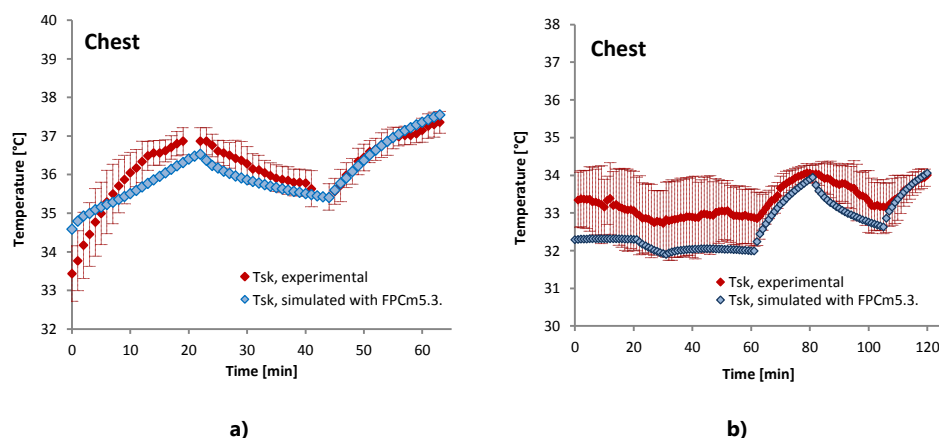 Chest
Temperature [°C]
40
39
38
37
36
35
34
33
32
0
10
20
30
40
50
60
Time [min]
Tsk, experimental
Tsk, simulated with FPCm5.3.
a)
Chest
Temperature [°C]
38
37
36
35
34
33
32
31
30
0
20
40
60
80
100
120
Time [min]
Tsk, experimental
Tsk, simulated with FPCm5.3.
b)